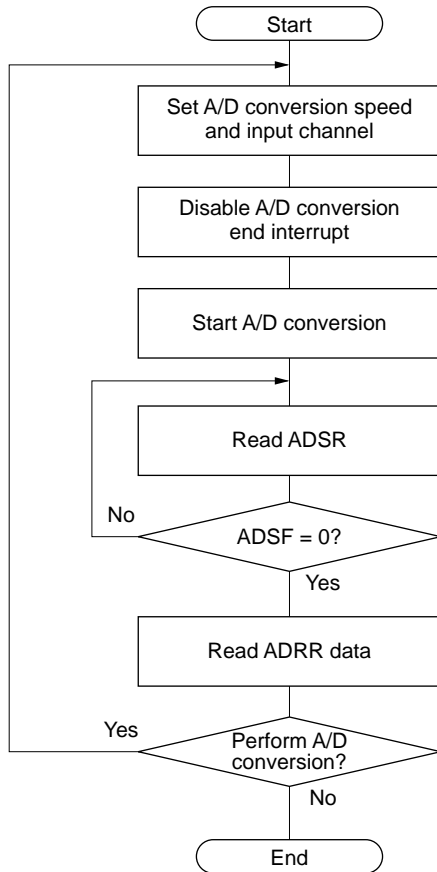 Start
Set A/D conversion speed
and input channel
Disable A/D conversion
end interrupt
Start A/D conversion
Read ADSR
No
ADSF = 0?
Yes
Read ADRR data
Yes
Perform A/D
conversion?
No
End